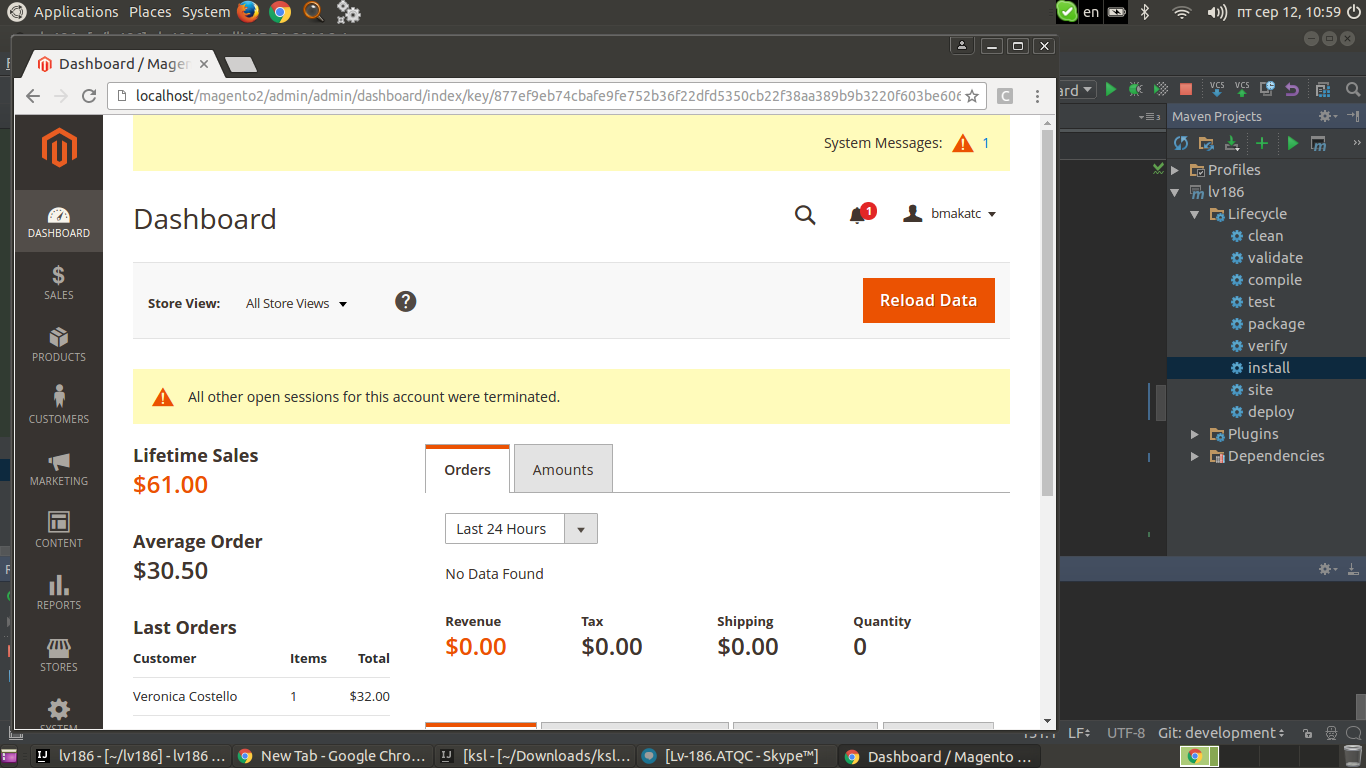 Applications Places System en пт сер 12, 10:59
Dashboard / Magen
localhost/magento2/admin/admin/dashboard/index/key/877ef9eb74cbafe9fe752b36f22dfd5350cb22f38aa389b9b3220f603be606
C
ard
VCS VCS
Maven Projects
Profiles
lv186
Lifecycle
clean
validate
compile
test
package
verify
install
site
deploy
Plugins
Dependencies
System Messages: 1
Dashboard
1
bmakatc
Store View: All Store Views ?
Reload Data
All other open sessions for this account were terminated.
DASHBOARD
SALES
PRODUCTS
CUSTOMERS
MARKETING
CONTENT
REPORTS
STORES
SYSTEM
Lifetime Sales
$61.00
Average Order
$30.50
Last Orders
Customer Items Total
Veronica Costello 1 $32.00
Orders Amounts
Last 24 Hours
No Data Found
Revenue Tax Shipping Quantity
$0.00 $0.00 $0.00 0
LF UTF-8 Git: development
lv186 - [~/lv186] - lv186 ... New Tab - Google Chro... [ksl - [~/Downloads/ksl... [Lv-186.ATQC - Skype™] Dashboard / Magento ...